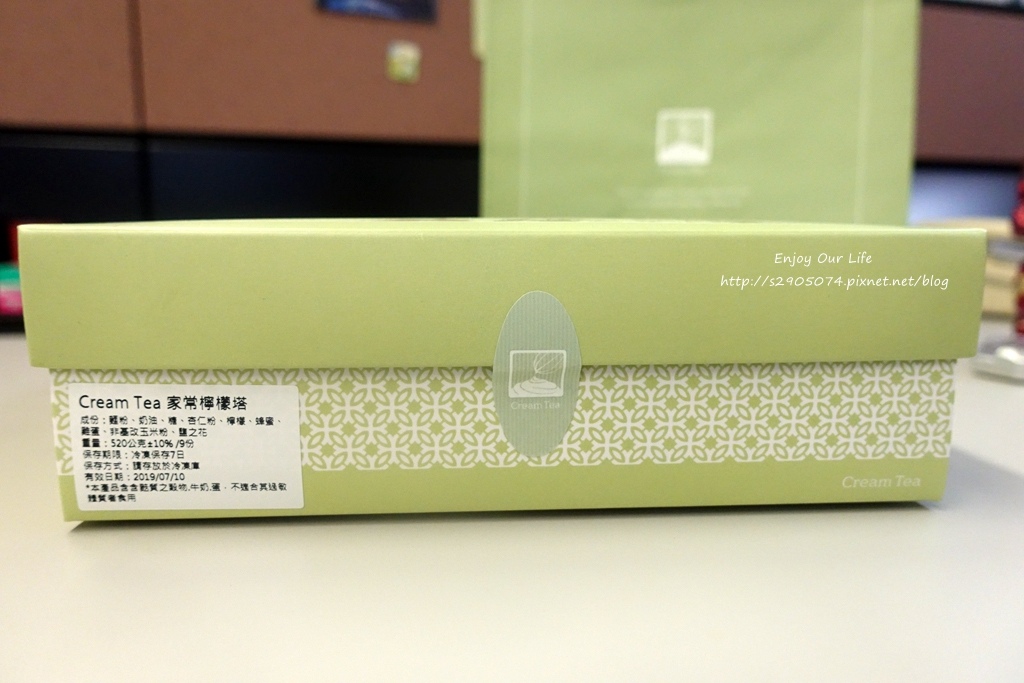 Enjoy Our Life
http://s2905074.pixnet.net/blog
Cream Tea
Cream Tea 家常檸檬塔
成份：麵粉、奶油、糖、杏仁粉、檸檬、蜂蜜、
雞蛋、非基改玉米粉、鹽之花
重量：520公克±10% /9份
保存期限：冷凍保存7日
保存方式：請存放於冷凍庫
有效日期：2019/07/10
*本產品含含麩質之穀物,牛奶,蛋，不適合其過敏
體質者食用
Cream Tea